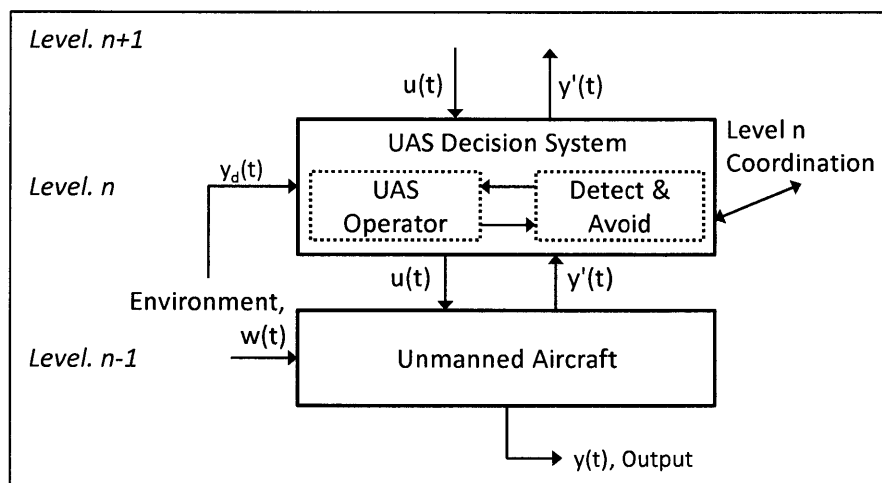 Level. n+1
u(t)
y'(t)
UAS Decision System
Level n
Coordination
Level. n
y_d(t)
UAS
Operator
Detect &
Avoid
u(t)
y'(t)
Environment,
w(t)
Level. n-1
Unmanned Aircraft
y(t), Output